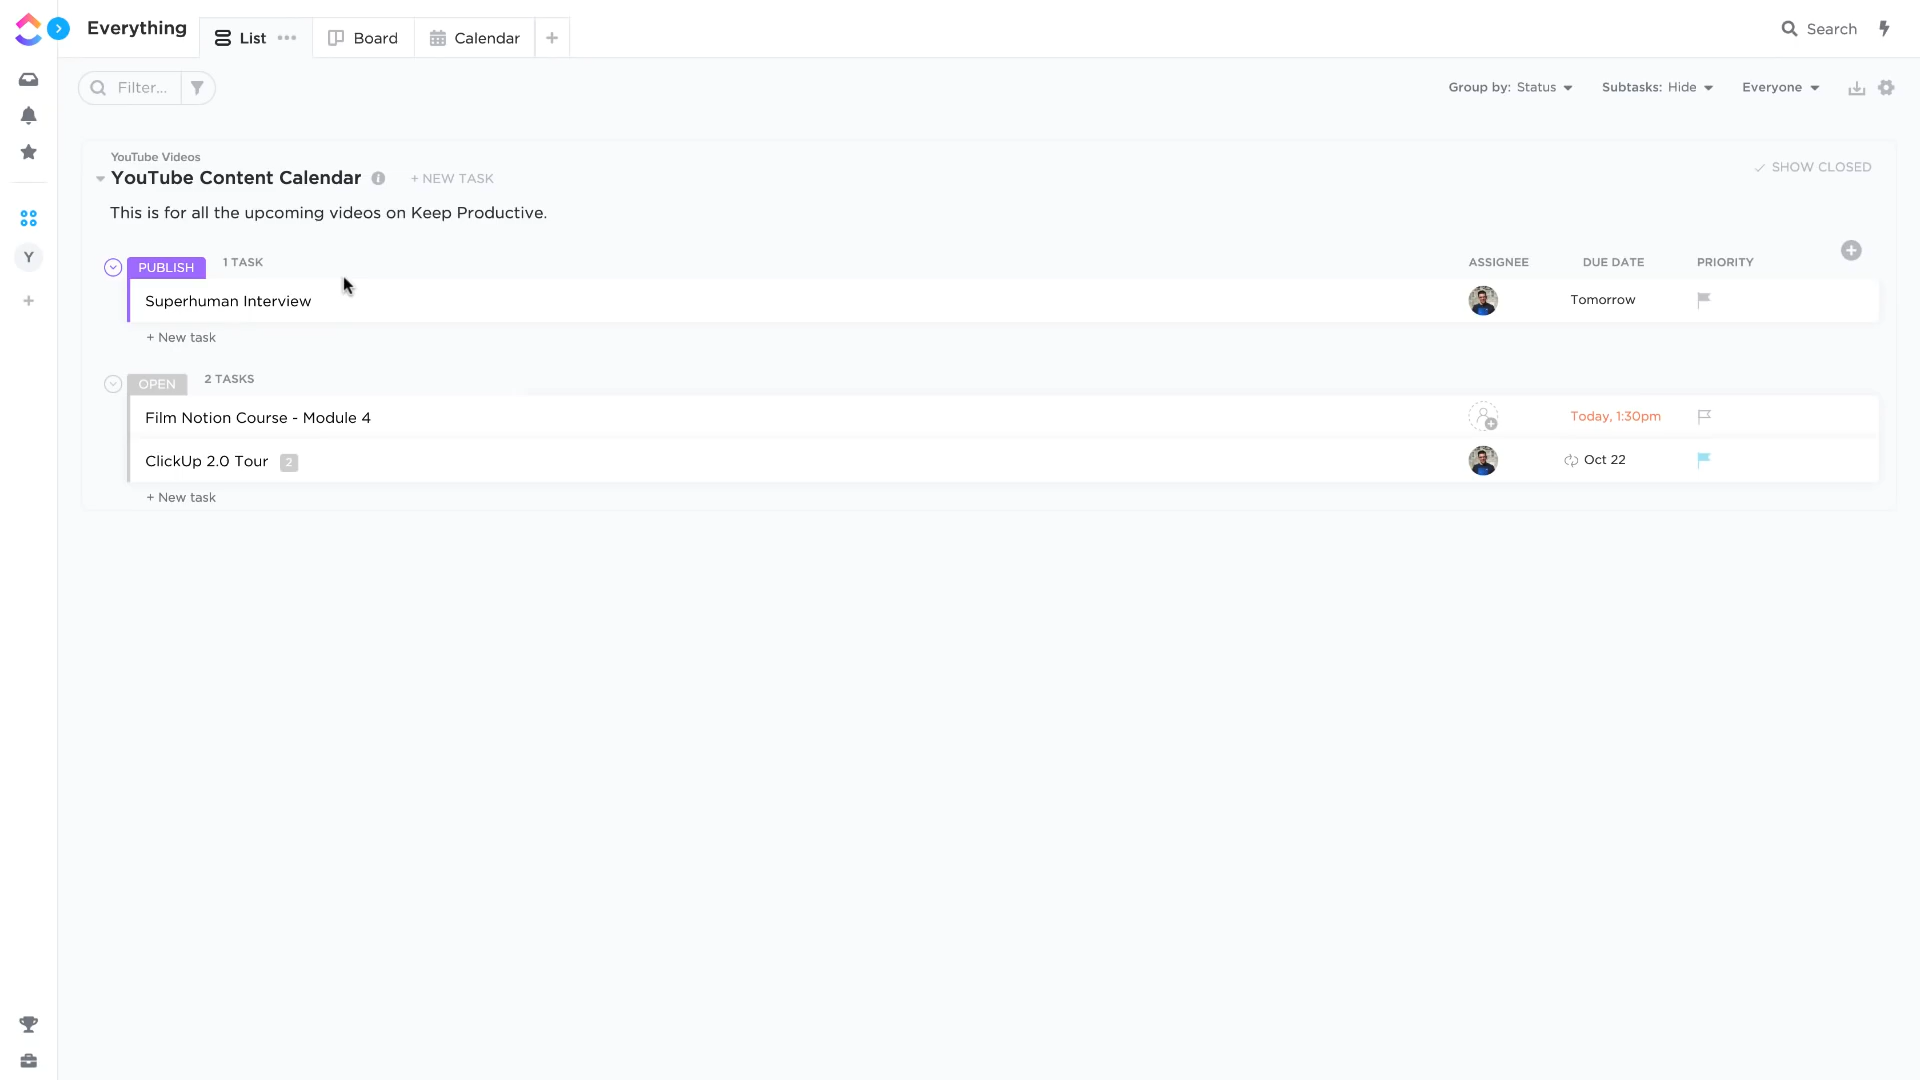 Everything
List
Board
Calendar
Search
Filter...
Group by: Status
Subtasks: Hide
Everyone
YouTube Videos
YouTube Content Calendar
+ NEW TASK
SHOW CLOSED
This is for all the upcoming videos on Keep Productive.
Y
PUBLISH
1 TASK
ASSIGNEE
DUE DATE
PRIORITY
Superhuman Interview
Tomorrow
+ New task
OPEN
2 TASKS
Film Notion Course - Module 4
Today, 1:30pm
ClickUp 2.0 Tour
2
Oct 22
+ New task